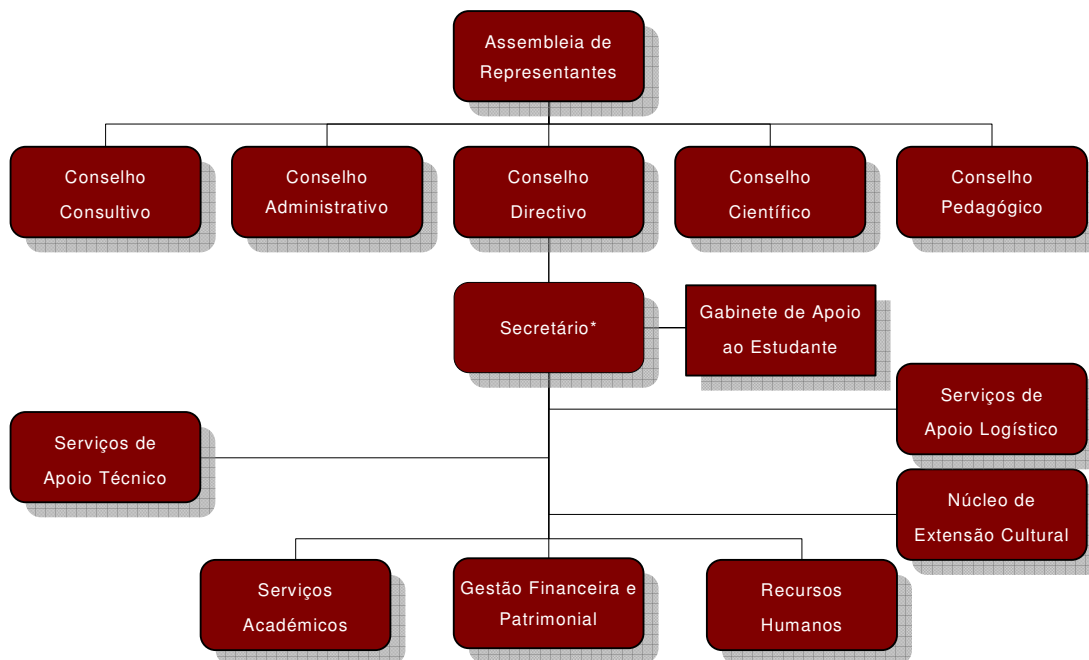 Assembleia de
Representantes
Conselho
Consultivo
Conselho
Administrativo
Conselho
Directivo
Conselho
Científico
Conselho
Pedagógico
Secretário*
Gabinete de Apoio
ao Estudante
Serviços de
Apoio Logístico
Serviços de
Apoio Técnico
Núcleo de
Extensão Cultural
Serviços
Académicos
Gestão Financeira e
Patrimonial
Recursos
Humanos